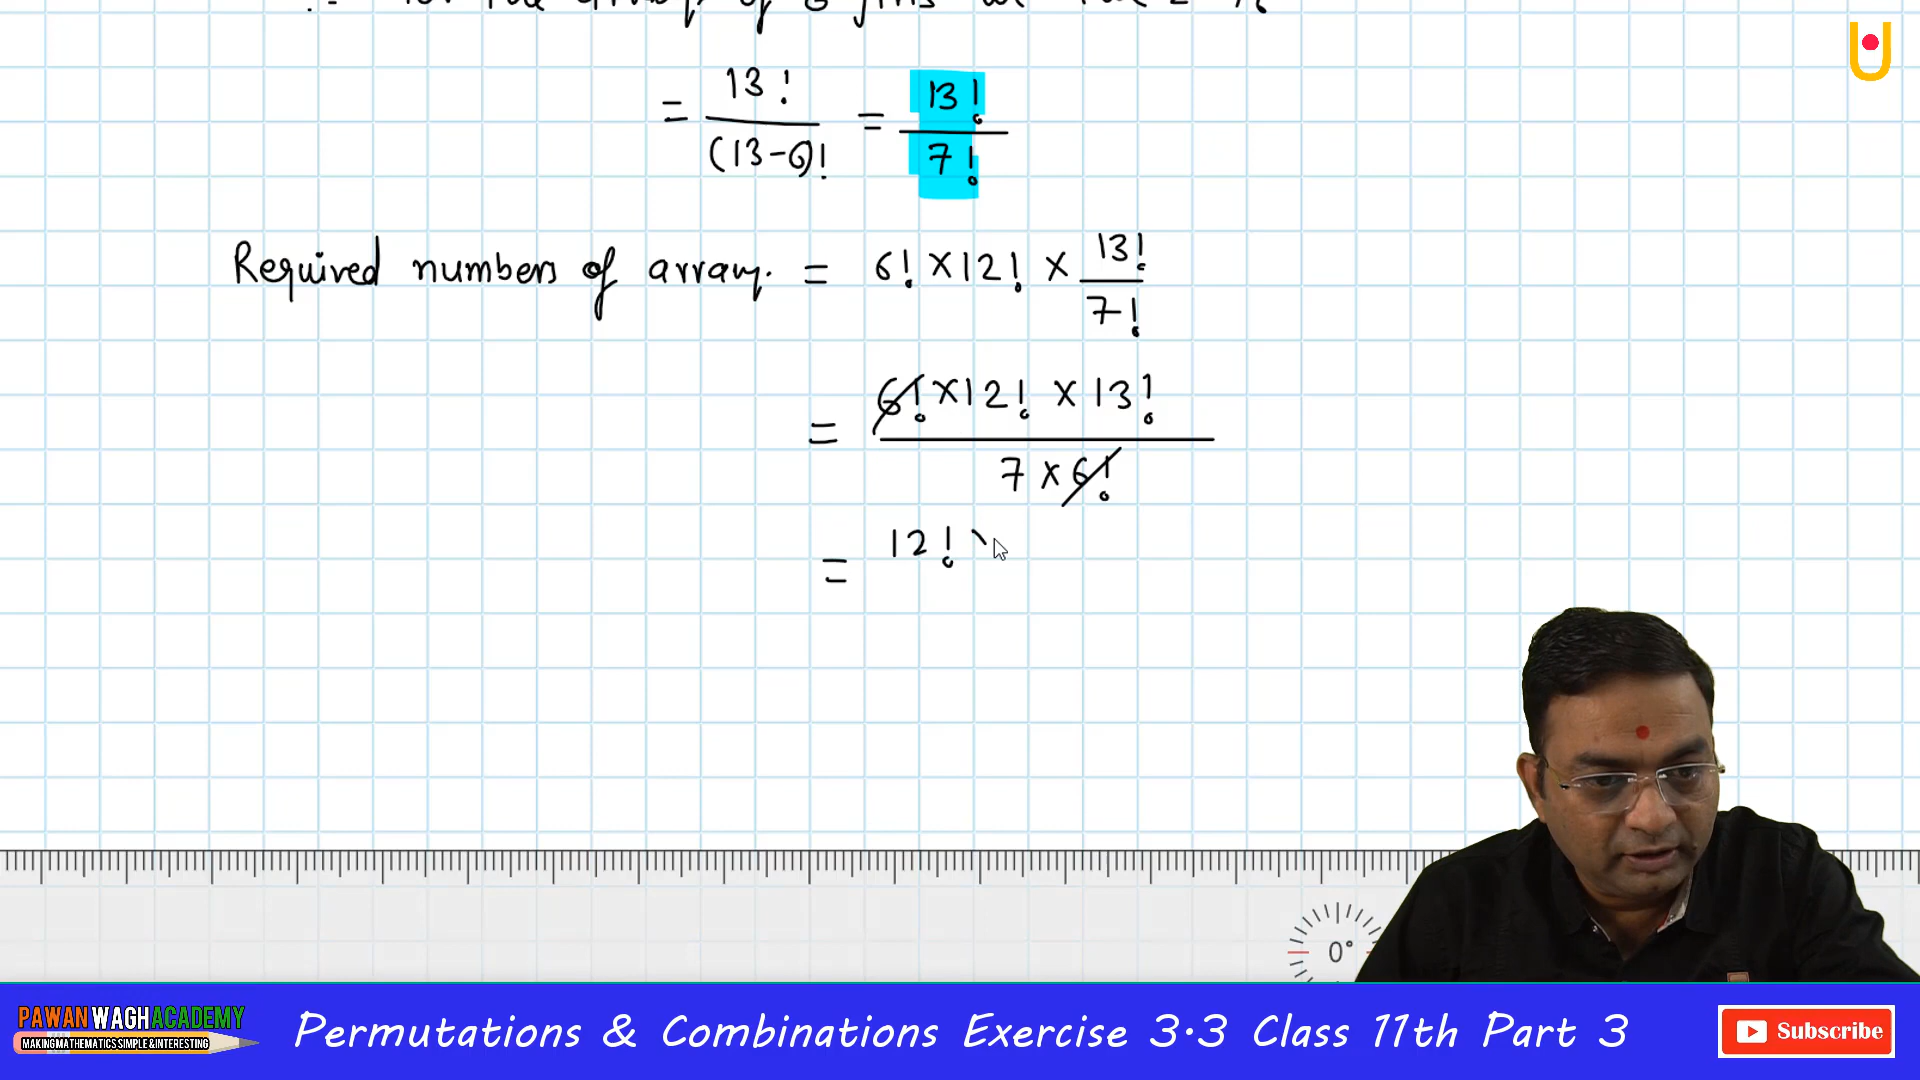 = 13! / (13-6)! = 13! / 7!
Required numbers of array. = 6! × 12! × 13! / 7!
= 6! × 12! × 13! / 7 × 6!
= 12!
0°
PAWAN WAGH ACADEMY
MAKING MATHEMATICS SIMPLE & INTERESTING
Permutations & Combinations Exercise 3.3 Class 11th Part 3
Subscribe